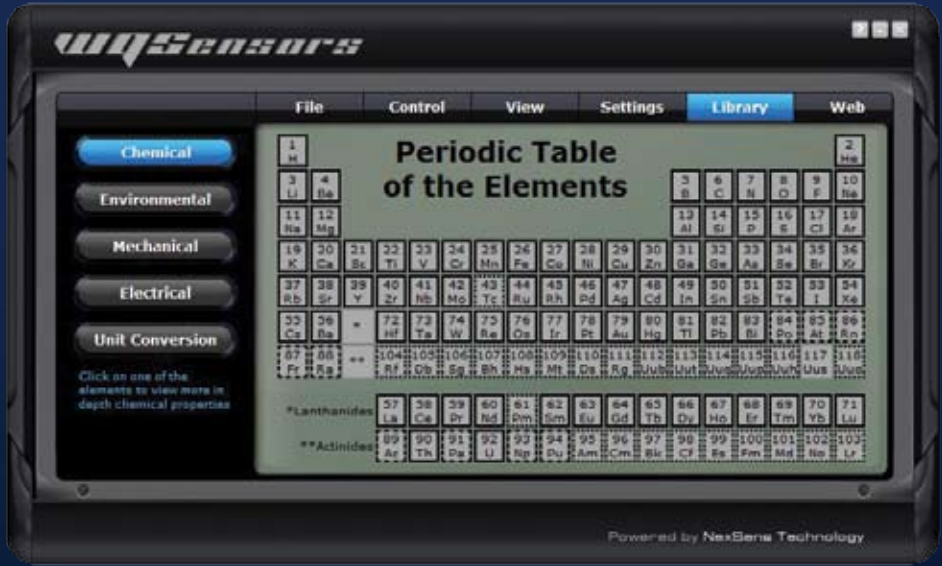 WQSensors
? - x
File Control View Settings Library Web
Chemical
Environmental
Mechanical
Electrical
Unit Conversion
Click on one of the
elements to view more in
depth chemical properties
Periodic Table
of the Elements
1 2
H He
3 4 5 6 7 8 9 10
Li Be B C N O F Ne
11 12 13 14 15 16 17 18
Na Mg Al Si P S Cl Ar
19 20 21 22 23 24 25 26 27 28 29 30 31 32 33 34 35 36
K Ca Sc Ti V Cr Mn Fe Co Ni Cu Zn Ga Ge As Se Br Kr
37 38 39 40 41 42 43 44 45 46 47 48 49 50 51 52 53 54
Rb Sr Y Zr Nb Mo Tc Ru Rh Pd Ag Cd In Sn Sb Te I Xe
55 56 * 72 73 74 75 76 77 78 79 80 81 82 83 84 85 86
Cs Ba Hf Ta W Re Os Ir Pt Au Hg Tl Pb Bi Po At Rn
87 88 ** 104 105 106 107 108 109 110 111 112 113 114 115 116 117 118
Fr Ra Rf Db Sg Bh Hs Mt Ds Rg Uub Uut Uuq Uup Uuh Uus Uuo
*Lanthanides 57 58 59 60 61 62 63 64 65 66 67 68 69 70 71
La Ce Pr Nd Pm Sm Eu Gd Tb Dy Ho Er Tm Yb Lu
**Actinides 89 90 91 92 93 94 95 96 97 98 99 100 101 102 103
Ac Th Pa U Np Pu Am Cm Bk Cf Es Fm Md No Lr
Powered by NexSens Technology